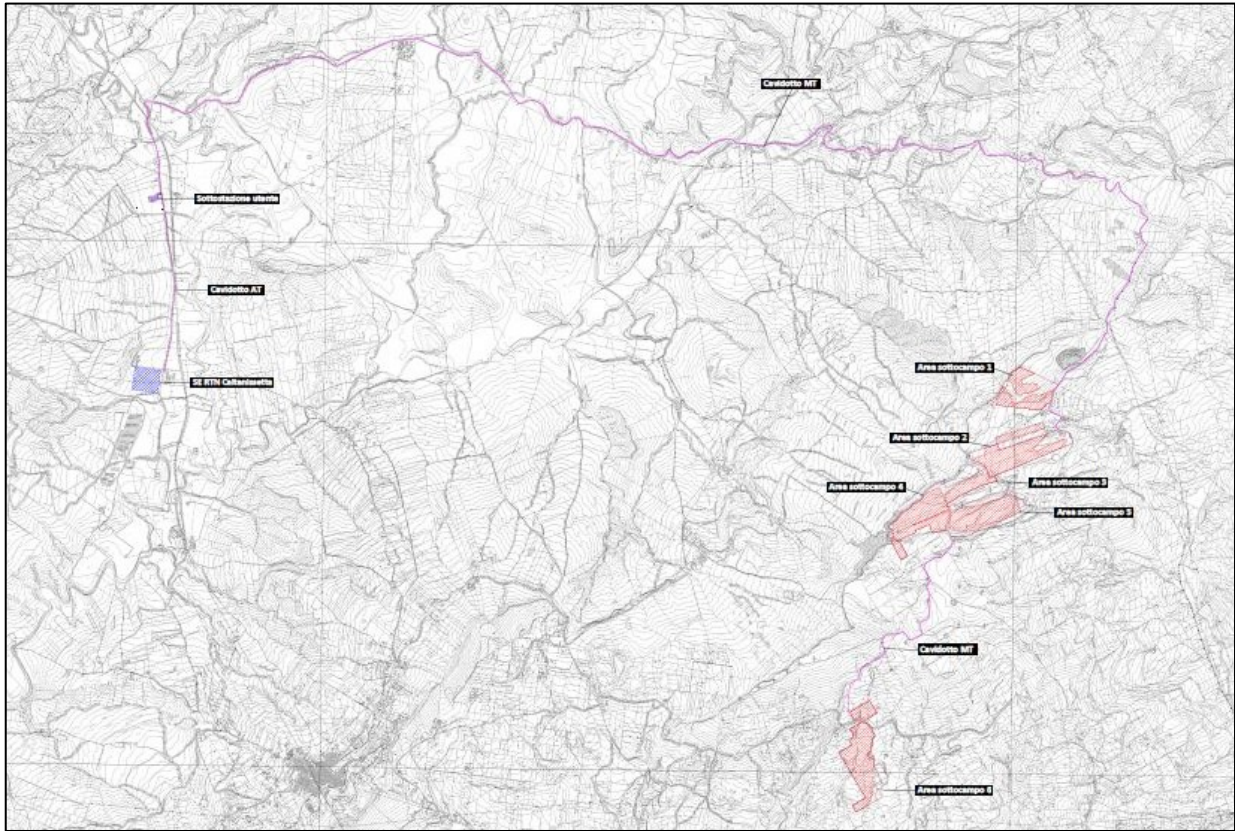 Cavidotto MT
Sottostazione utente
Cavidotto AT
Area sottocampo 1
SE RTN Caltanissetta
Area sottocampo 2
Area sottocampo 3
Area sottocampo 4
Area sottocampo 5
Cavidotto MT
Area sottocampo 6